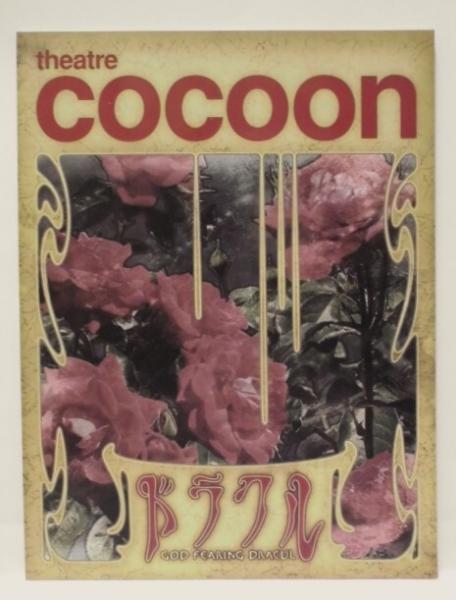 theatre
cocoon
ドラクル
GOD FEARING DRACUL